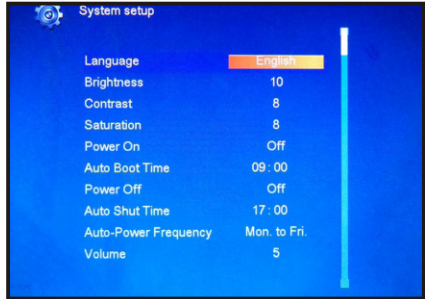 System setup
Language English
Brightness 10
Contrast 8
Saturation 8
Power On Off
Auto Boot Time 09:00
Power Off Off
Auto Shut Time 17:00
Auto-Power Frequency Mon. to Fri.
Volume 5